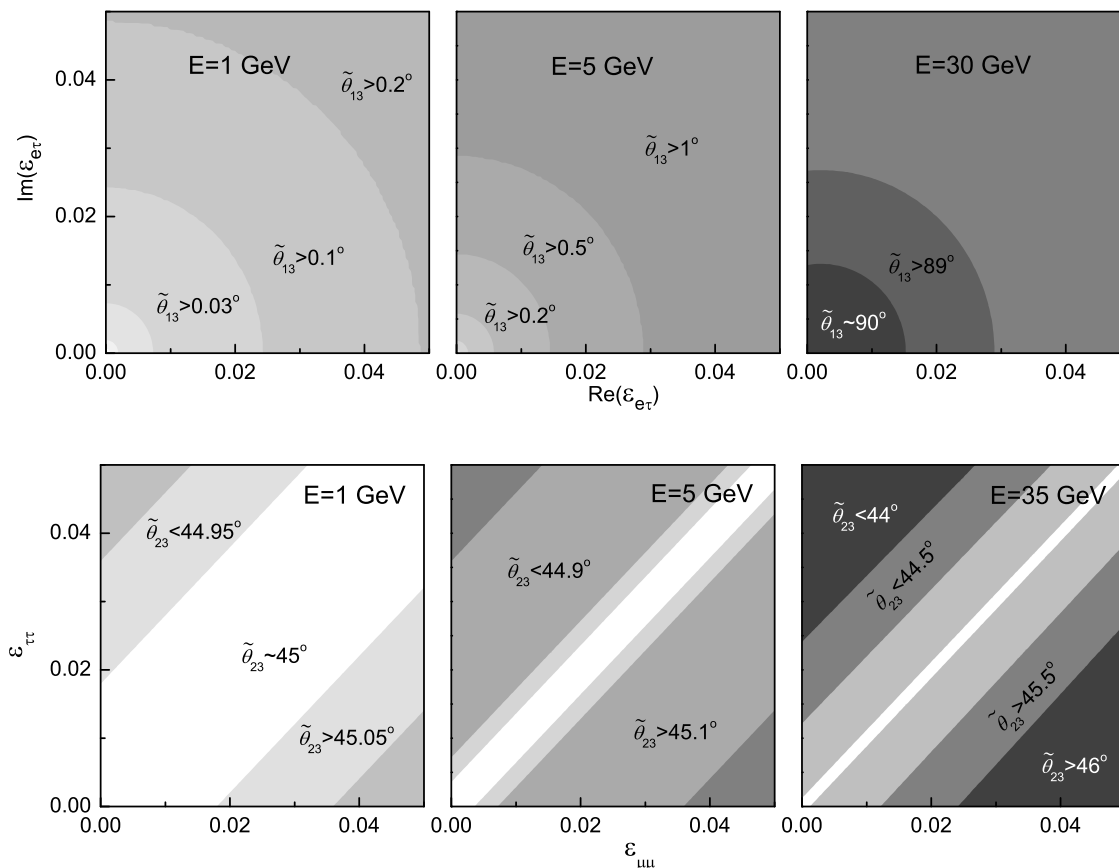 E=1 GeV
θ̃₁₃>0.2°
θ̃₁₃>0.1°
θ̃₁₃>0.03°
Im(ε_eτ)
0.04
0.02
0.00
0.00 0.02 0.04
E=5 GeV
θ̃₁₃>1°
θ̃₁₃>0.5°
θ̃₁₃>0.2°
0.00 0.02 0.04
Re(ε_eτ)
E=30 GeV
θ̃₁₃>89°
θ̃₁₃~90°
0.00 0.02 0.04
E=1 GeV
θ̃₂₃<44.95°
θ̃₂₃~45°
θ̃₂₃>45.05°
ε_ττ
0.04
0.02
0.00
0.00 0.02 0.04
E=5 GeV
θ̃₂₃<44.9°
θ̃₂₃>45.1°
0.00 0.02 0.04
ε_μμ
E=35 GeV
θ̃₂₃<44°
θ̃₂₃<44.5°
θ̃₂₃>45.5°
θ̃₂₃>46°
0.00 0.02 0.04